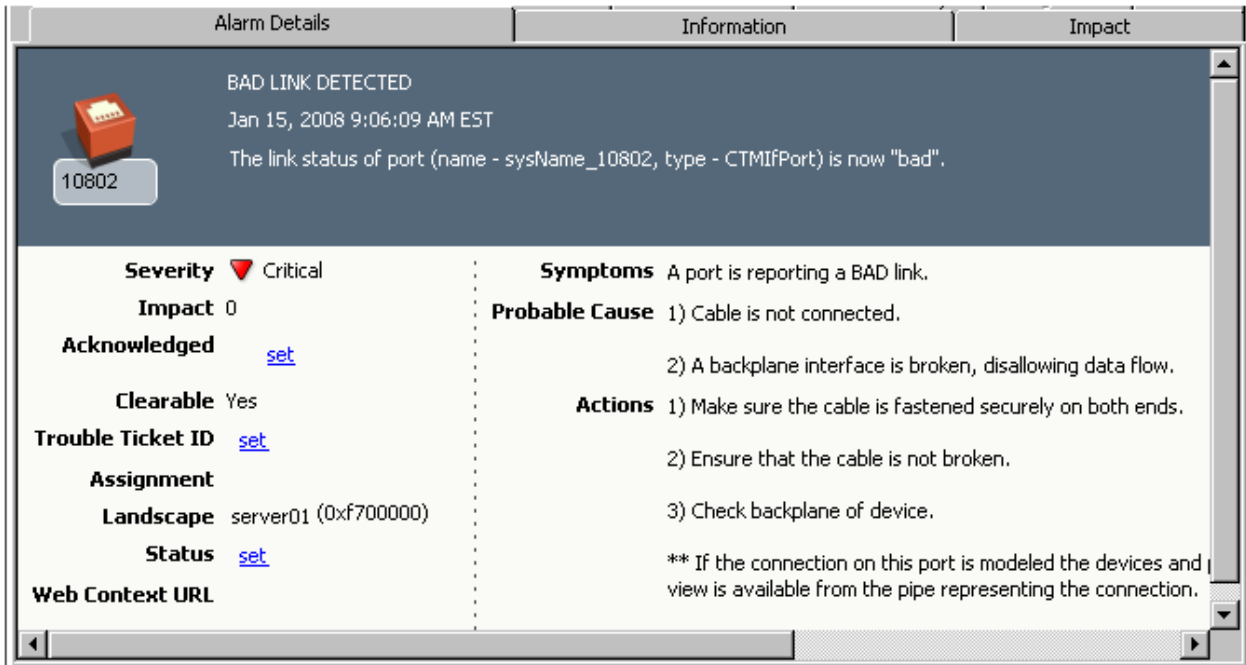 Alarm Details
Information
Impact
BAD LINK DETECTED
Jan 15, 2008 9:06:09 AM EST
The link status of port (name - sysName_10802, type - CTMIfPort) is now "bad".
10802
Severity Critical
Impact 0
Acknowledged set
Clearable Yes
Trouble Ticket ID set
Assignment
Landscape server01 (0xf700000)
Status set
Web Context URL
Symptoms A port is reporting a BAD link.
Probable Cause 1) Cable is not connected.
2) A backplane interface is broken, disallowing data flow.
Actions 1) Make sure the cable is fastened securely on both ends.
2) Ensure that the cable is not broken.
3) Check backplane of device.
** If the connection on this port is modeled the devices and
view is available from the pipe representing the connection.